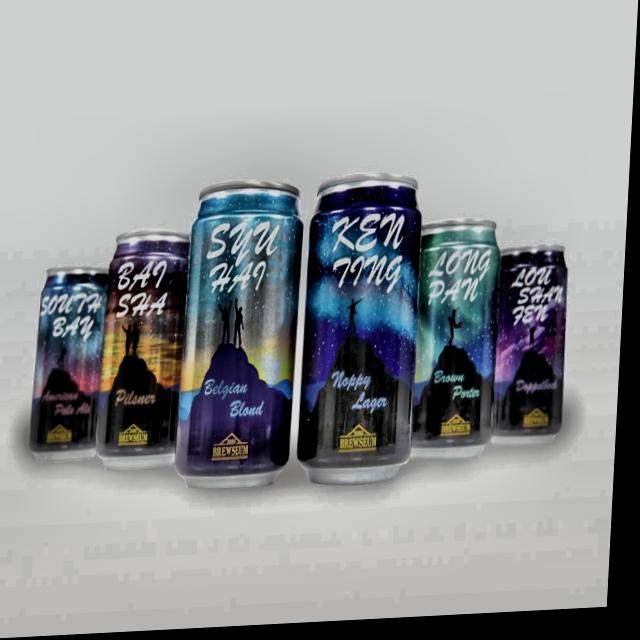 SOUTH
BAY
American
Pale Ale
BREWSEUM
BAI
SHA
Pilsner
BREWSEUM
SYU
HAI
Belgian
Blond
BREWSEUM
KEN
TING
Noppy
Lager
BREWSEUM
LONG
PAN
Brown
Porter
BREWSEUM
LOU
SHAN
FEN
Doppelbock
BREWSEUM